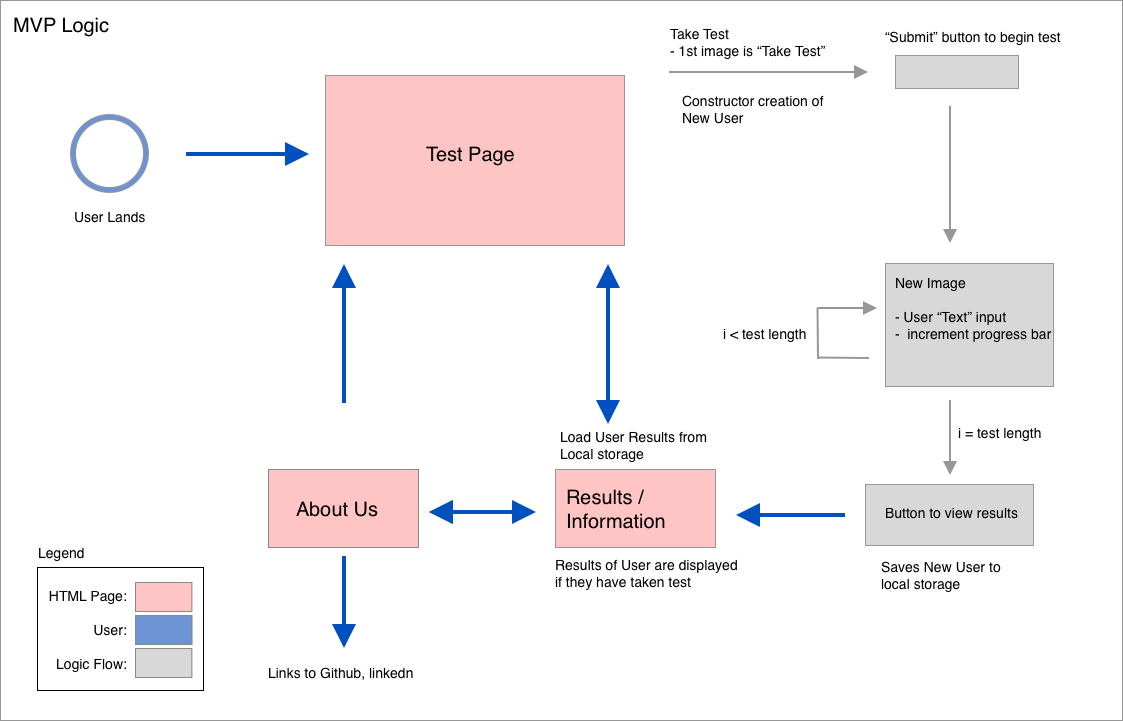 MVP Logic
Take Test
- 1st image is “Take Test”
“Submit” button to begin test
Constructor creation of
New User
Test Page
User Lands
New Image
- User “Text” input
- increment progress bar
i < test length
i = test length
Load User Results from
Local storage
About Us
Results /
Information
Button to view results
Results of User are displayed
if they have taken test
Saves New User to
local storage
Legend
HTML Page:
User:
Logic Flow:
Links to Github, linkedn